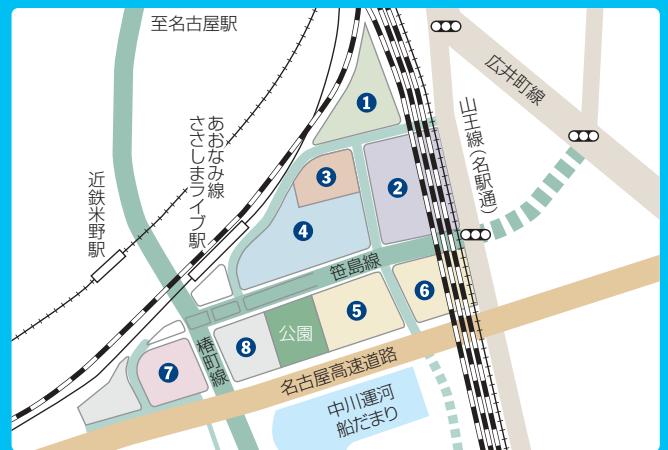 至名古屋駅
広井町線
山王線（名駅通）
あおなみ線
ささしまライブ駅
近鉄米野駅
1
2
3
4
笹島線
5
6
公園
8
7
椿町線
名古屋高速道路
中川運河
船だまり